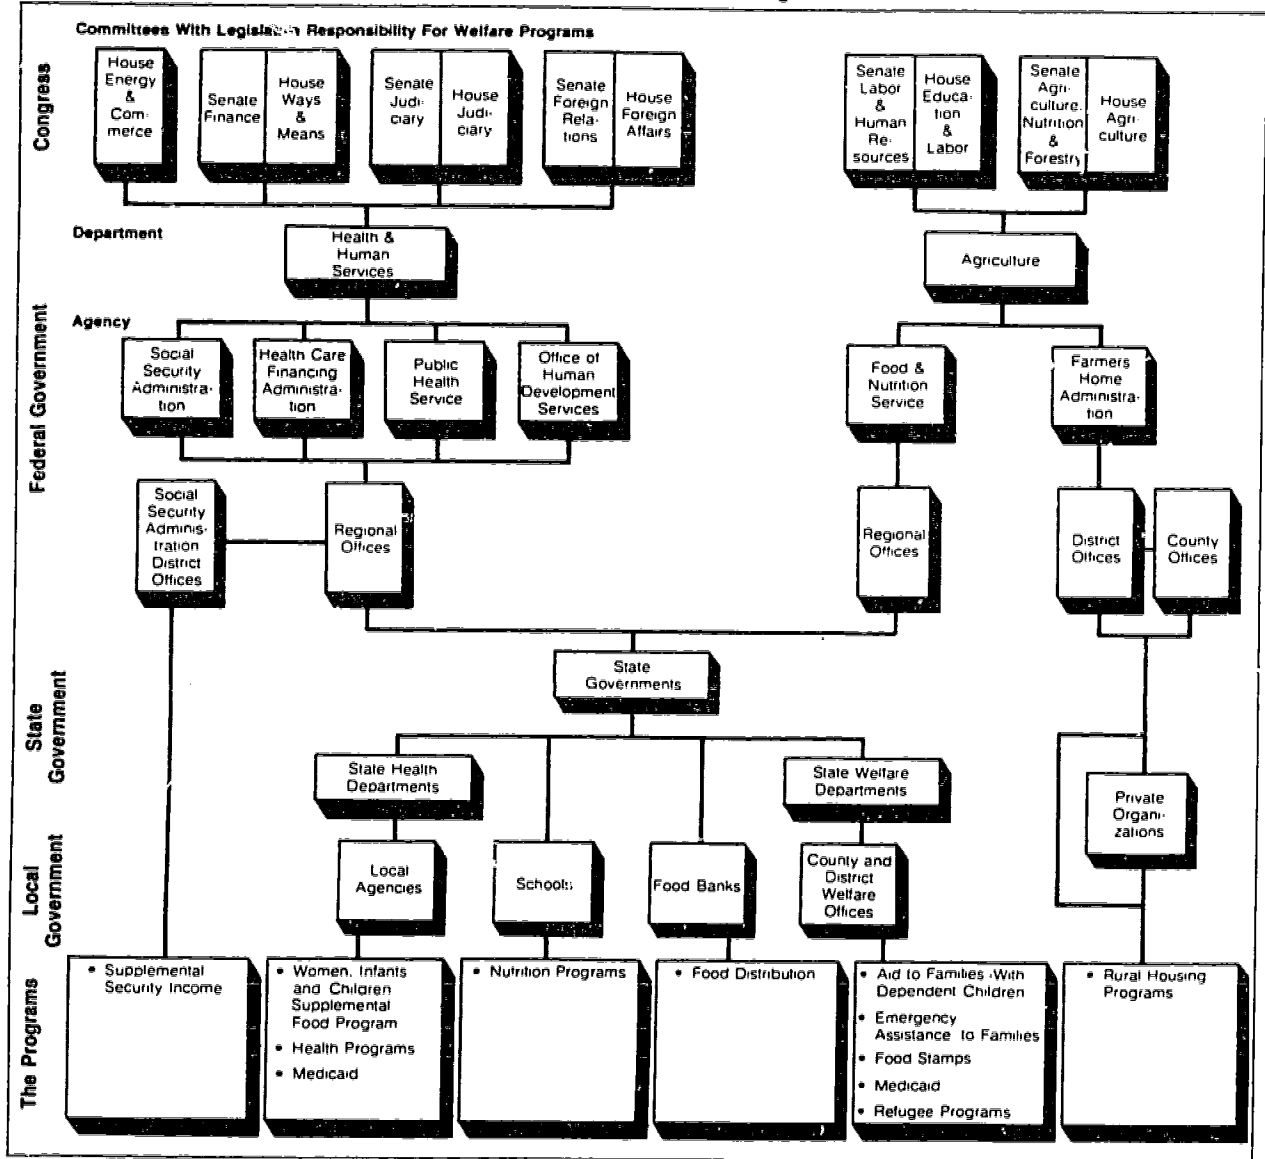 Committees With Legislation Responsibility For Welfare Programs
Congress
House
Energy
&
Com-
merce
Senate
Finance
House
Ways
&
Means
Senate
Judi-
ciary
House
Judi-
ciary
Senate
Foreign
Rela-
tions
House
Foreign
Affairs
Senate
Labor
&
Human
Re-
sources
House
Educa-
tion
&
Labor
Senate
Agri-
culture,
Nutrition
&
Forestry
House
Agri-
culture
Federal Government
Department
Health &
Human
Services
Agriculture
Agency
Social
Security
Administra-
tion
Health Care
Financing
Administra-
tion
Public
Health
Service
Office of
Human
Development
Services
Food &
Nutrition
Service
Farmers
Home
Administra-
tion
Social
Security
Adminis-
tration
District
Offices
Regional
Offices
Regional
Offices
District
Offices
County
Offices
State
Government
State
Governments
State Health
Departments
State Welfare
Departments
Private
Organi-
zations
Local
Government
Local
Agencies
Schools
Food Banks
County and
District
Welfare
Offices
The Programs
• Supplemental
Security Income
• Women, Infants
and Children
Supplemental
Food Program
• Health Programs
• Medicaid
• Nutrition Programs
• Food Distribution
• Aid to Families With
Dependent Children
• Emergency
Assistance to Families
• Food Stamps
• Medicaid
• Refugee Programs
• Rural Housing
Programs